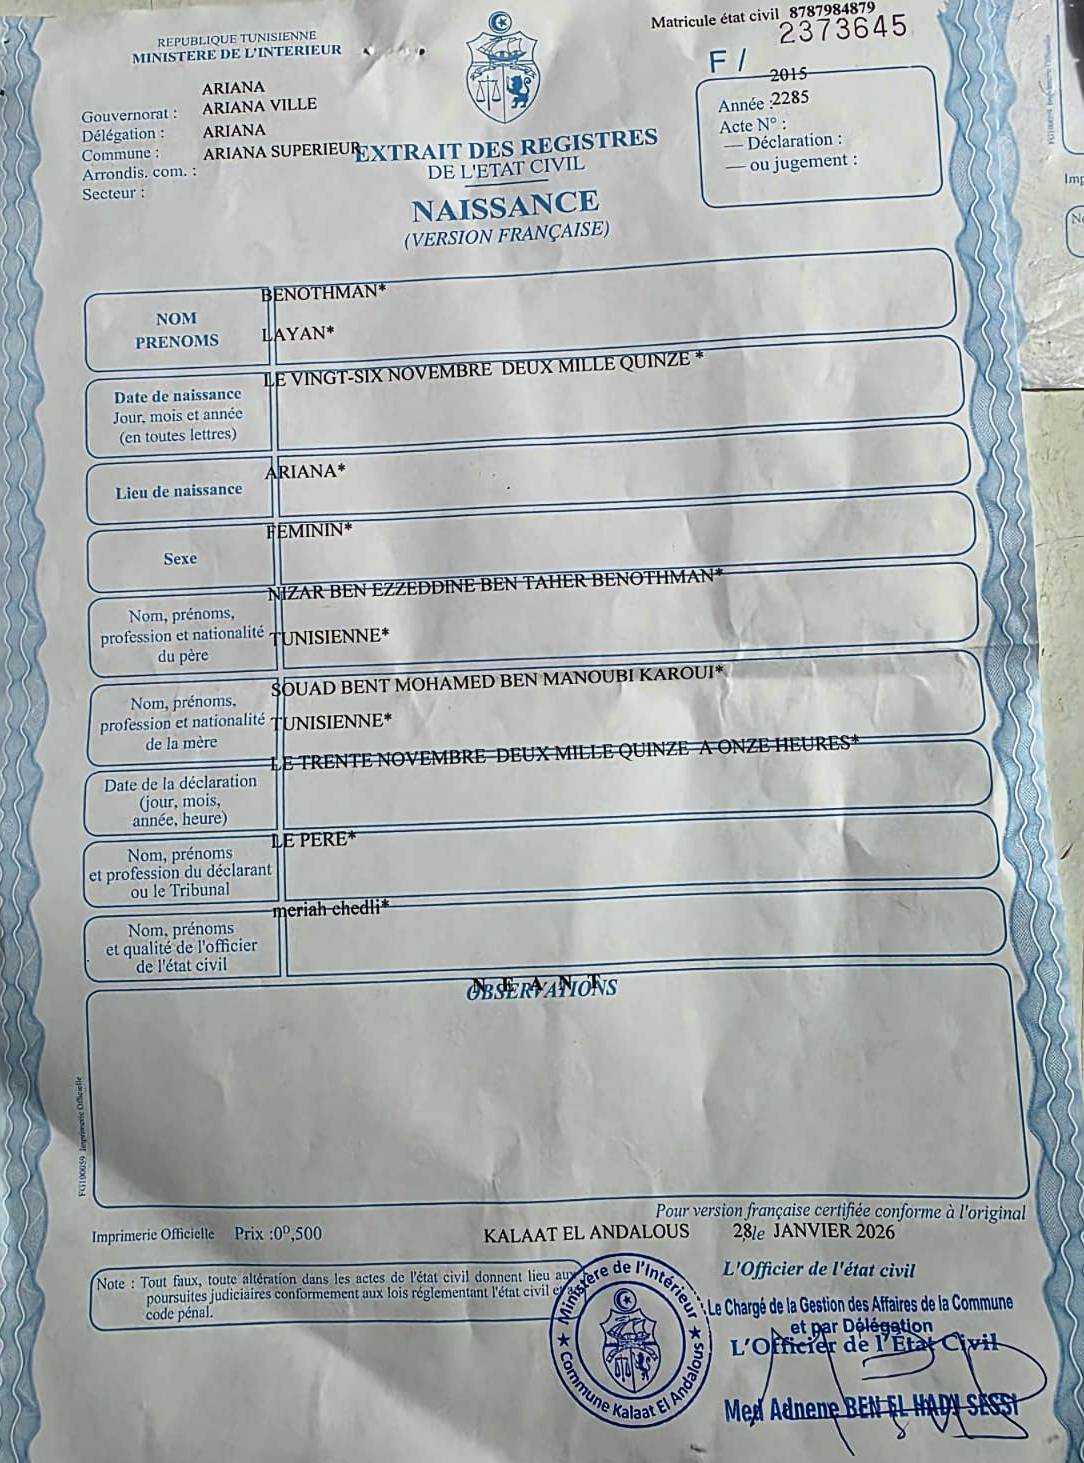 Matricule état civil 8787984879
2373645
REPUBLIQUE TUNISIENNE
MINISTERE DE L'INTERIEUR
F /
ARIANA
Gouvernorat : ARIANA VILLE
Délégation : ARIANA
Commune : ARIANA SUPERIEUR
Arrondis. com. :
Secteur :
2015
Année : 2285
Acte N° :
— Déclaration :
— ou jugement :
EXTRAIT DES REGISTRES
DE L'ETAT CIVIL
NAISSANCE
(VERSION FRANÇAISE)
BENOTHMAN*
NOM
PRENOMS
LAYAN*
LE VINGT-SIX NOVEMBRE DEUX MILLE QUINZE *
Date de naissance
Jour, mois et année
(en toutes lettres)
ARIANA*
Lieu de naissance
FEMININ*
Sexe
NIZAR BEN EZZEDDINE BEN TAHER BENOTHMAN*
Nom, prénoms,
profession et nationalité
du père
TUNISIENNE*
SOUAD BENT MOHAMED BEN MANOUBI KAROUI*
Nom, prénoms,
profession et nationalité
de la mère
TUNISIENNE*
LE TRENTE NOVEMBRE DEUX MILLE QUINZE A ONZE HEURES*
Date de la déclaration
(jour, mois,
année, heure)
LE PERE*
Nom, prénoms
et profession du déclarant
ou le Tribunal
meriah chedli*
Nom, prénoms
et qualité de l'officier
de l'état civil
N E A N T
OBSERVATIONS
FG100059 Imprimerie Officielle
Pour version française certifiée conforme à l'original
Imprimerie Officielle Prix :0ᴰ,500
KALAAT EL ANDALOUS 28 le JANVIER 2026
L'Officier de l'état civil
Note : Tout faux, toute altération dans les actes de l'état civil donnent lieu aux
poursuites judiciaires conformement aux lois réglementant l'état civil et
code pénal.
Ministère de l'Intérieur
Commune Kalaat El Andalous
Le Chargé de la Gestion des Affaires de la Commune
et par Délégation
L'Officier de l'État Civil
Med Adnene BEN EL HADJ SESSI